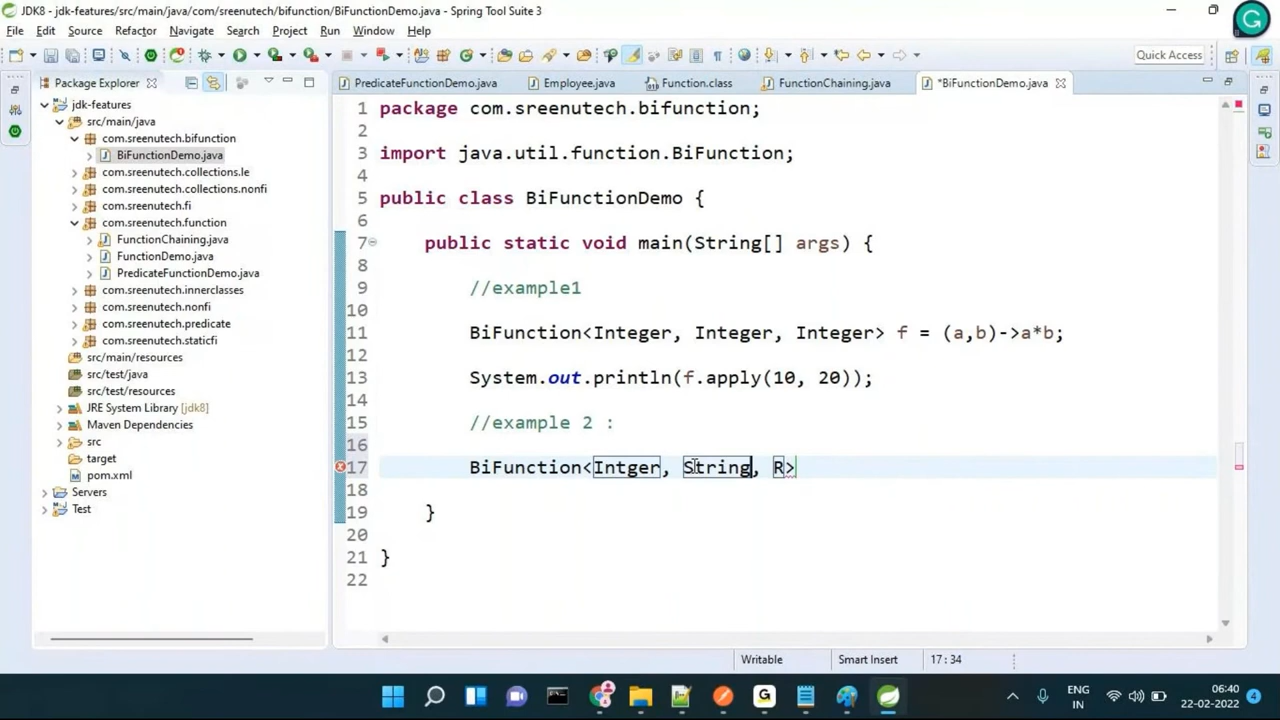 JDK8 - jdk-features/src/main/java/com/sreenutech/bifunction/BiFunctionDemo.java - Spring Tool Suite 3
File Edit Source Refactor Navigate Search Project Run Window Help
Quick Access
Package Explorer
PredicateFunctionDemo.java Employee.java Function.class FunctionChaining.java *BiFunctionDemo.java
jdk-features
src/main/java
com.sreenutech.bifunction
BiFunctionDemo.java
com.sreenutech.collections.le
com.sreenutech.collections.nonfi
com.sreenutech.fi
com.sreenutech.function
FunctionChaining.java
FunctionDemo.java
PredicateFunctionDemo.java
com.sreenutech.innerclasses
com.sreenutech.nonfi
com.sreenutech.predicate
com.sreenutech.staticfi
src/main/resources
src/test/java
src/test/resources
JRE System Library [jdk8]
Maven Dependencies
src
target
pom.xml
Servers
Test
1 package com.sreenutech.bifunction;
2
3 import java.util.function.BiFunction;
4
5 public class BiFunctionDemo {
6
7 public static void main(String[] args) {
8
9 //example1
10
11 BiFunction<Integer, Integer, Integer> f = (a,b)->a*b;
12
13 System.out.println(f.apply(10, 20));
14
15 //example 2 :
16
17 BiFunction<Intger, String, R>
18
19 }
20
21 }
22
Writable Smart Insert 17 : 34
ENG
IN
06:40
22-02-2022
4